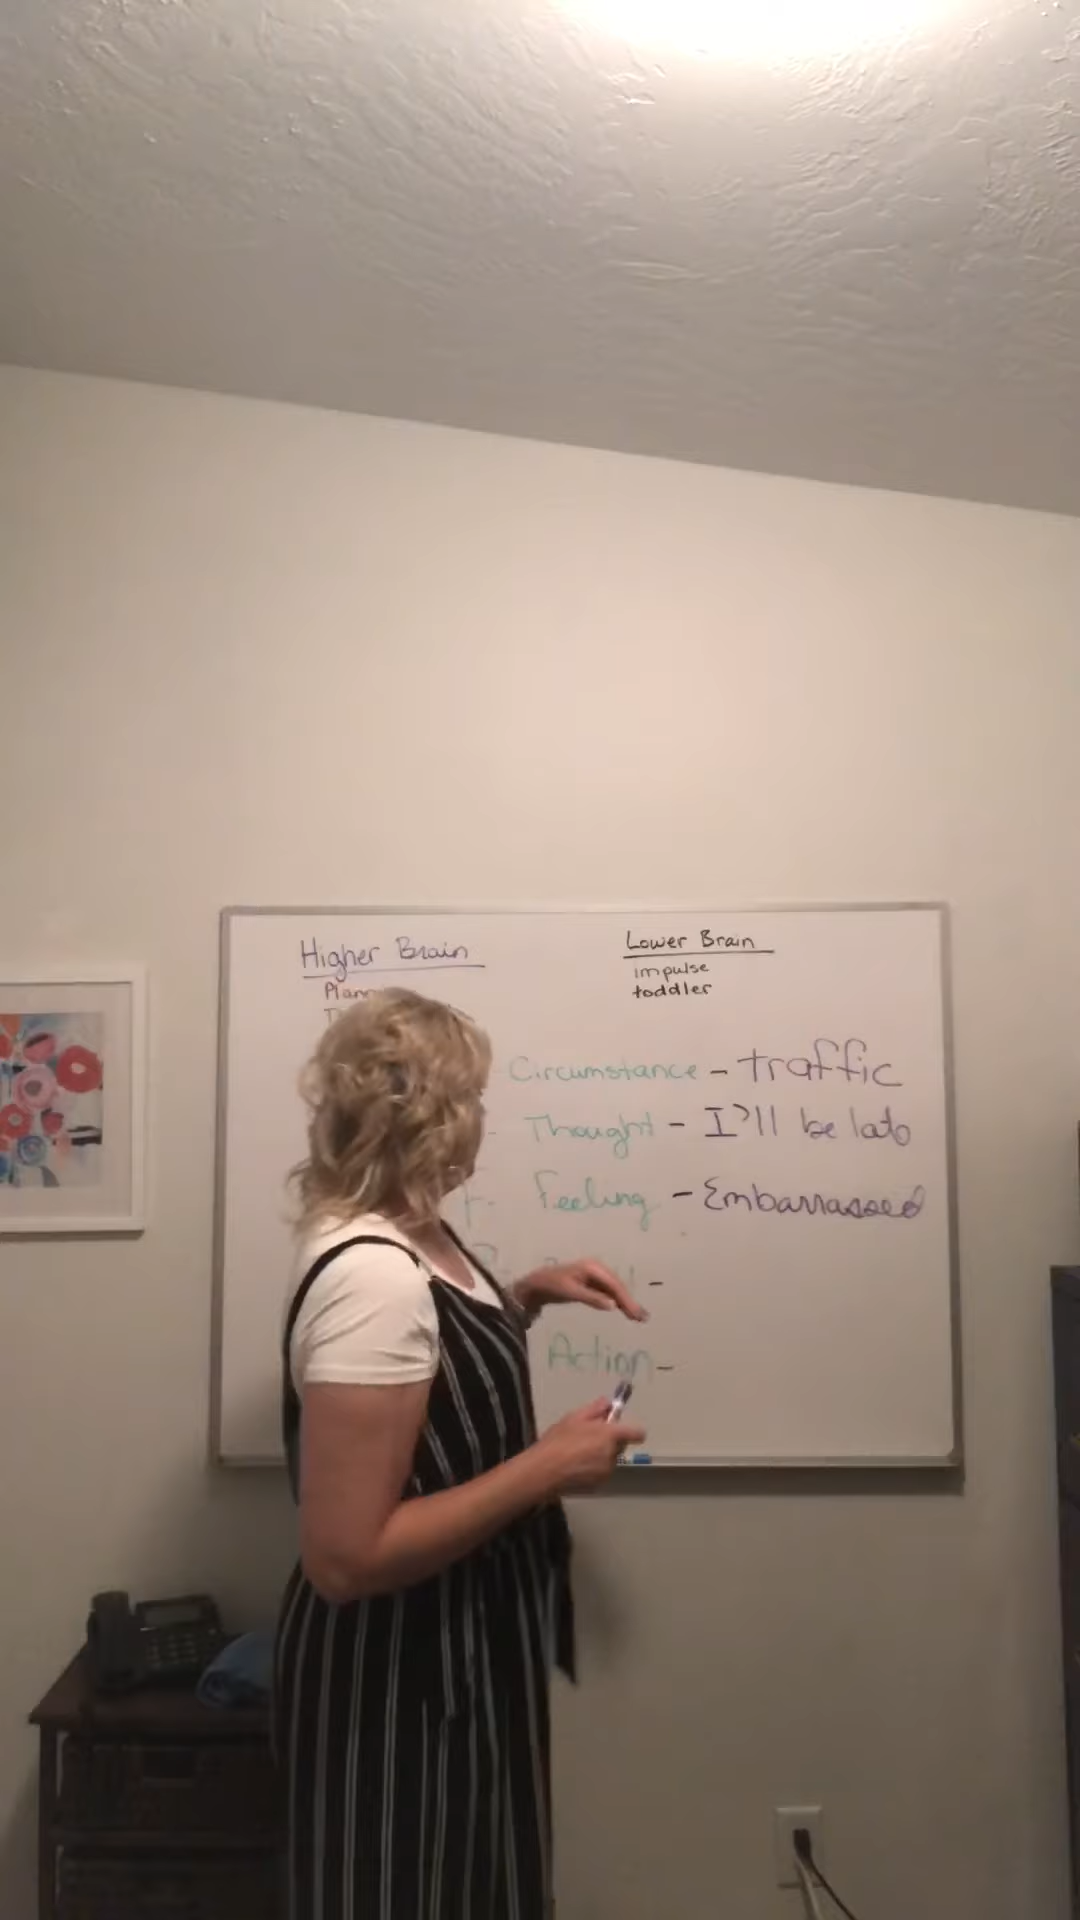 Higher Brain
Lower Brain
impulse
toddler
Circumstance - traffic
Thought - I'll be late
F. Feeling - Embarrassed
-
Action -